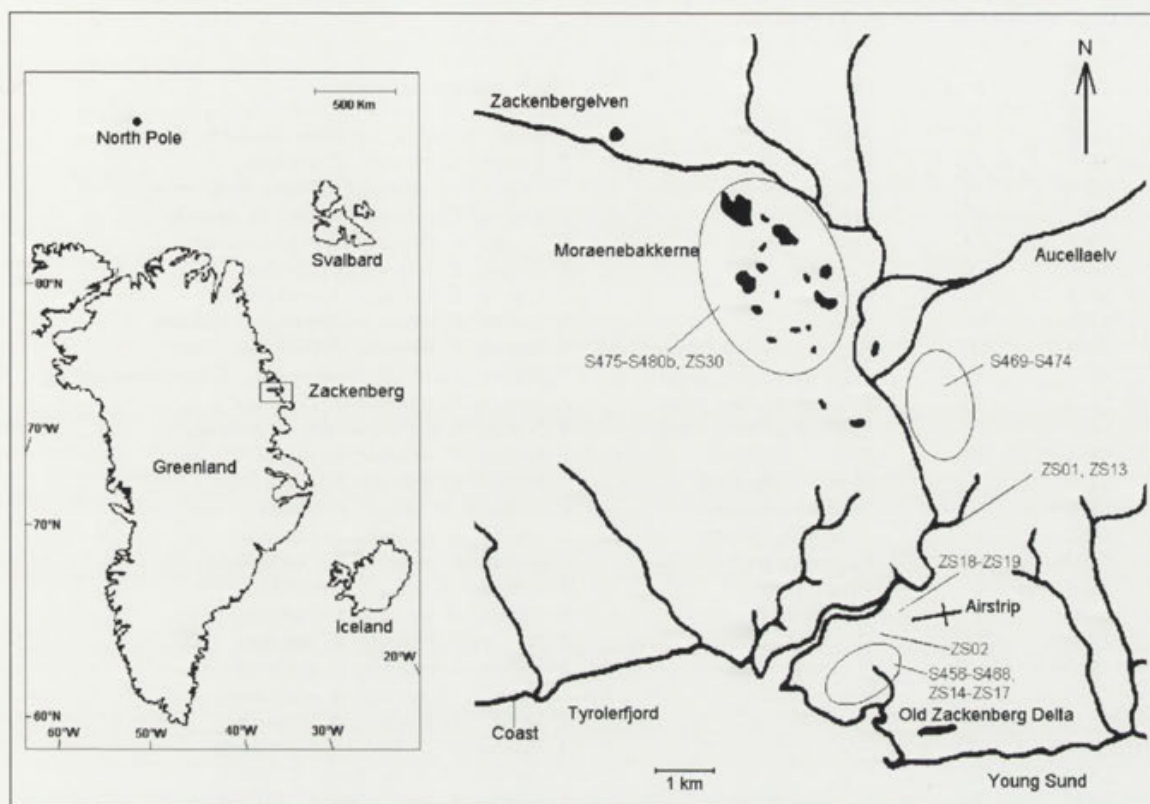 500 Km
North Pole
Svalbard
80°N
Zackenberg
70°W
Greenland
70°N
Iceland
20°W
60°N
60°W
50°W
40°W
30°W
N
Zackenbergelven
Moraenebakkerne
Aucellaelv
S475-S480b, ZS30
S469-S474
ZS01, ZS13
ZS18-ZS19
Airstrip
ZS02
S456-S468,
ZS14-ZS17
Old Zackenberg Delta
Tyrolerfjord
Coast
1 km
Young Sund